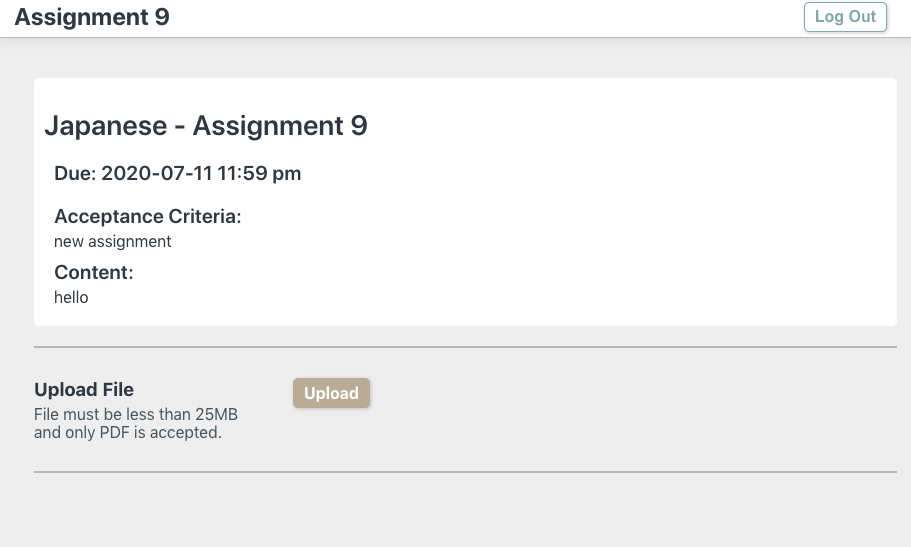 Assignment 9
Log Out
Japanese - Assignment 9
Due: 2020-07-11 11:59 pm
Acceptance Criteria:
new assignment
Content:
hello
Upload File
Upload
File must be less than 25MB
and only PDF is accepted.